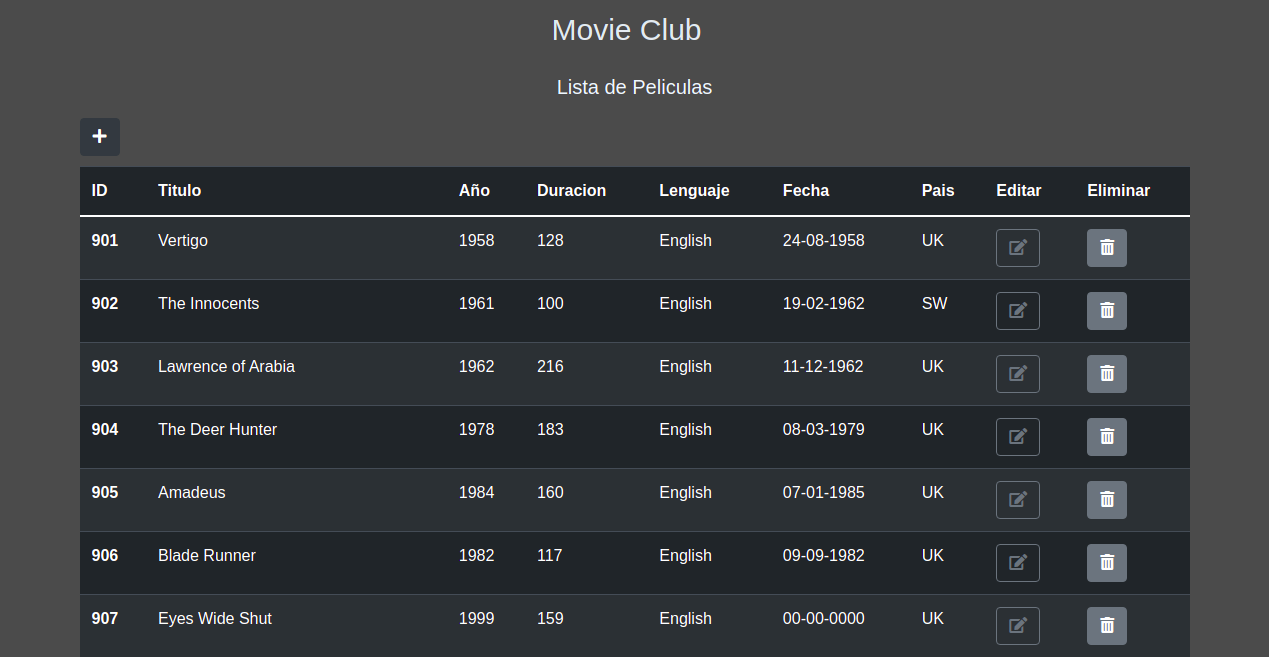 Movie Club
Lista de Peliculas
ID Titulo Año Duracion Lenguaje Fecha Pais Editar Eliminar
901 Vertigo 1958 128 English 24-08-1958 UK
902 The Innocents 1961 100 English 19-02-1962 SW
903 Lawrence of Arabia 1962 216 English 11-12-1962 UK
904 The Deer Hunter 1978 183 English 08-03-1979 UK
905 Amadeus 1984 160 English 07-01-1985 UK
906 Blade Runner 1982 117 English 09-09-1982 UK
907 Eyes Wide Shut 1999 159 English 00-00-0000 UK